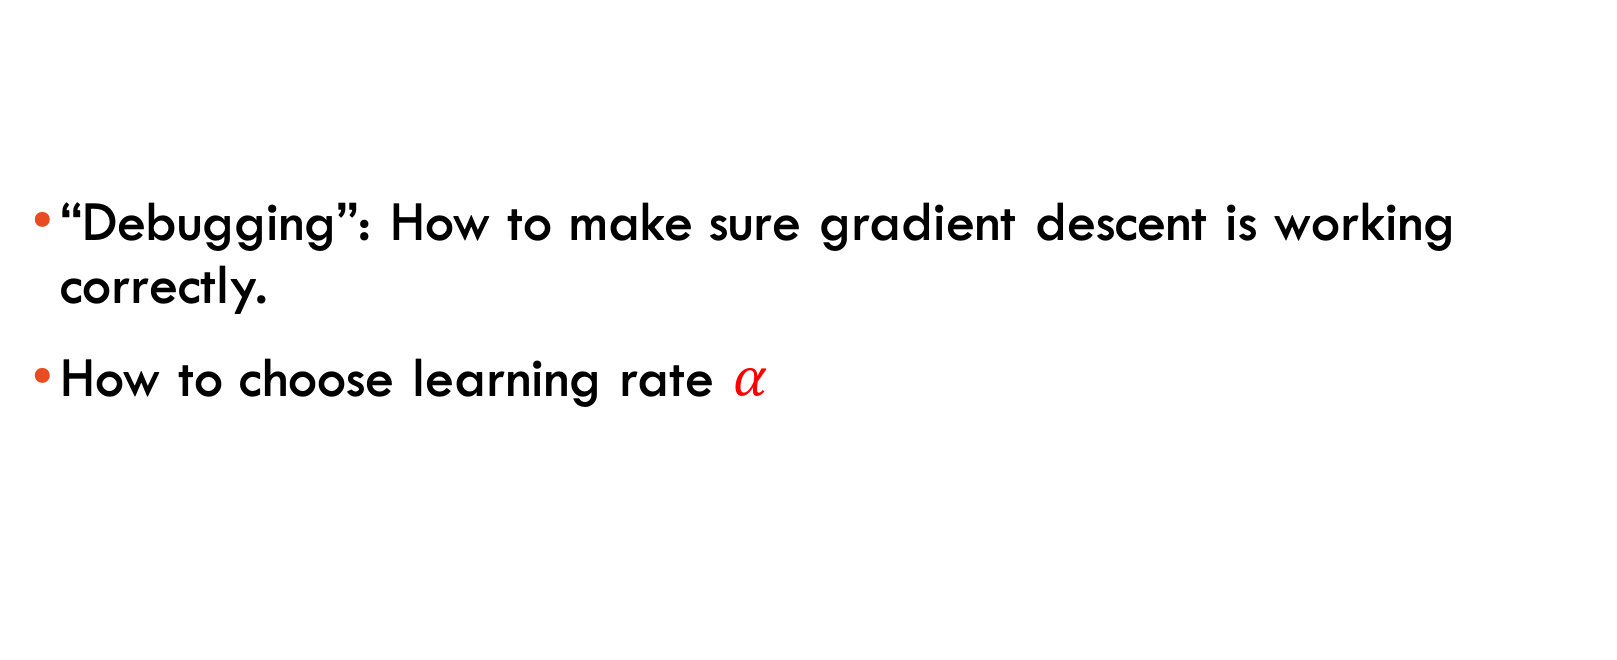 • “Debugging”: How to make sure gradient descent is working
correctly.
• How to choose learning rate 𝛼